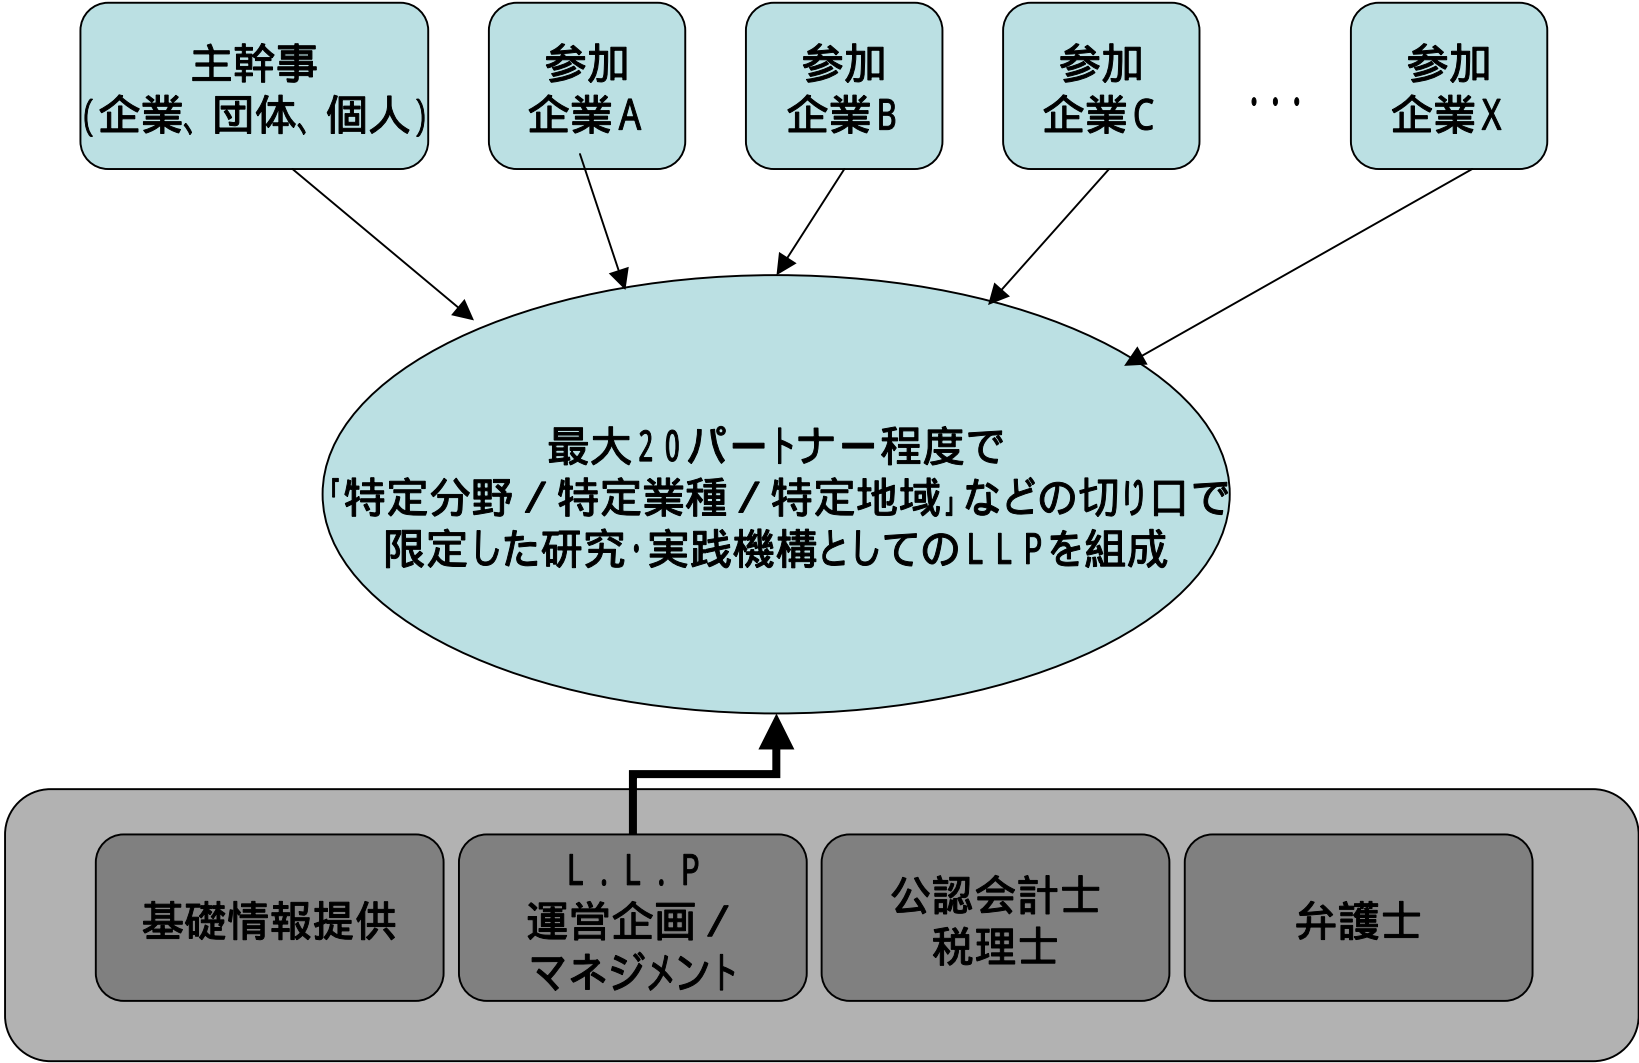 主幹事
(企業、団体、個人)
参加
企業A
参加
企業B
参加
企業C
・・・
参加
企業X
最大20パートナー程度で
「特定分野/特定業種/特定地域」などの切り口で
限定した研究・実践機構としてのLLPを組成
基礎情報提供
L.L.P
運営企画/
マネジメント
公認会計士
税理士
弁護士